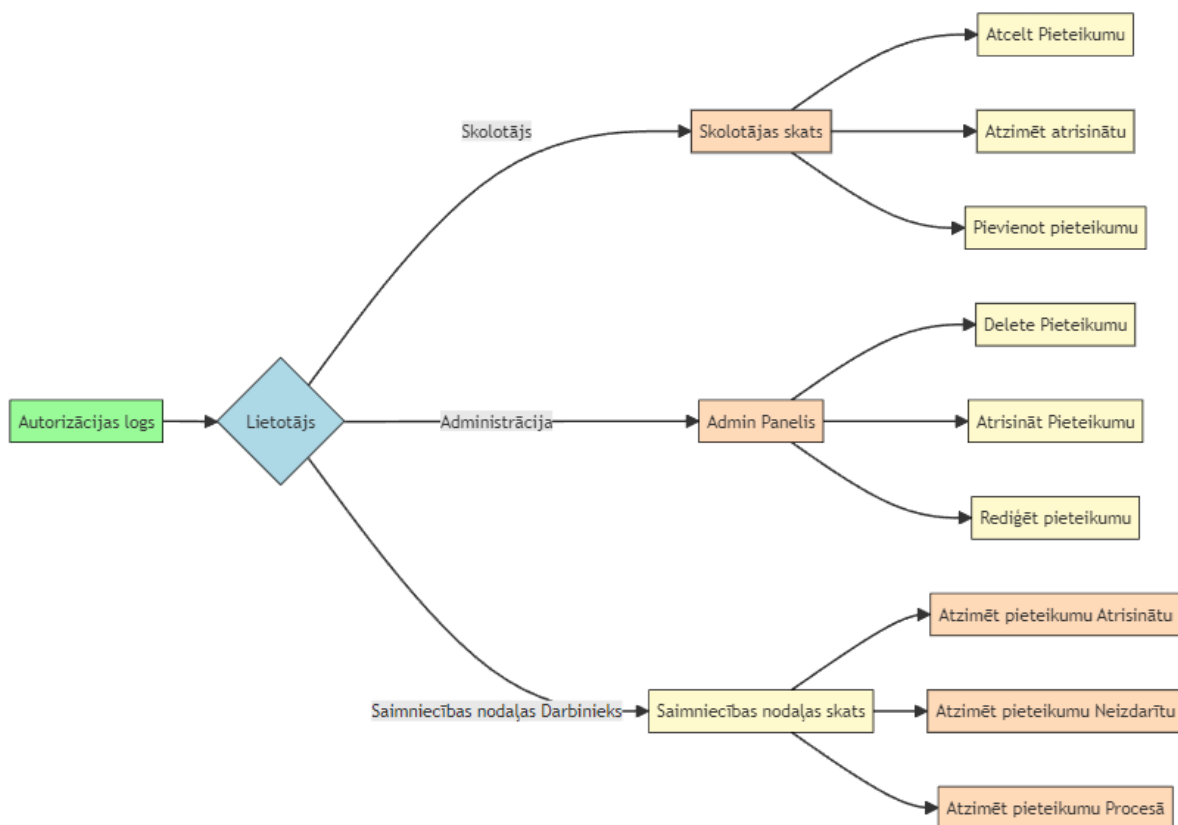 Atcelt Pieteikumu
Skolotājs
Skolotājas skats
Atzimēt atrisinātu
Pievienot pieteikumu
Delete Pieteikumu
Autorizācijas logs
Lietotājs
Administrācija
Admin Panelis
Atrisināt Pieteikumu
Rediģēt pieteikumu
Atzimēt pieteikumu Atrisinātu
Saimniecības nodaļas Darbinieks
Saimniecības nodaļas skats
Atzimēt pieteikumu Neizdarītu
Atzimēt pieteikumu Procesā